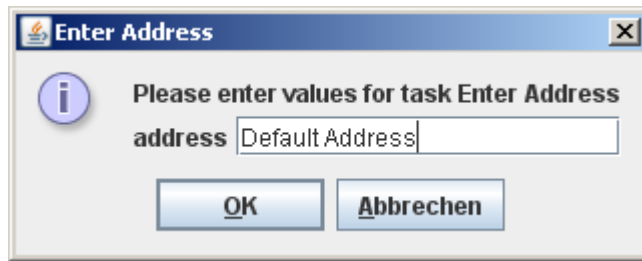 Enter Address
Please enter values for task Enter Address
address Default Address
OK Abbrechen